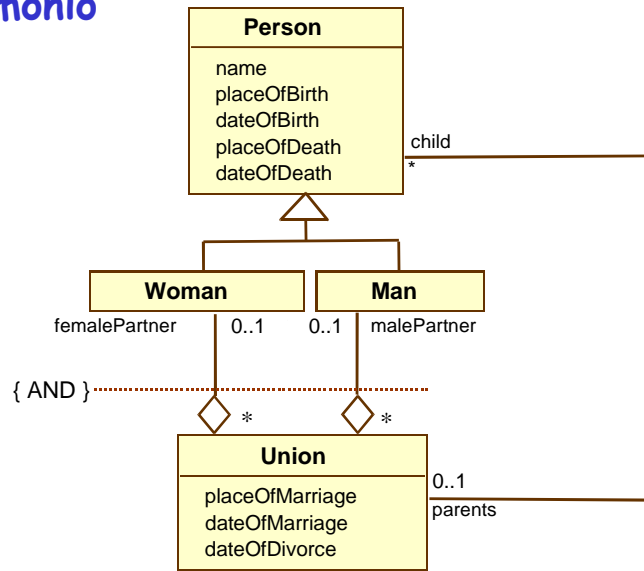 Person
name
placeOfBirth
dateOfBirth
placeOfDeath
dateOfDeath
child
*
Woman
Man
femalePartner 0..1 0..1 malePartner
{ AND }
* *
Union
placeOfMarriage
dateOfMarriage
dateOfDivorce
0..1
parents